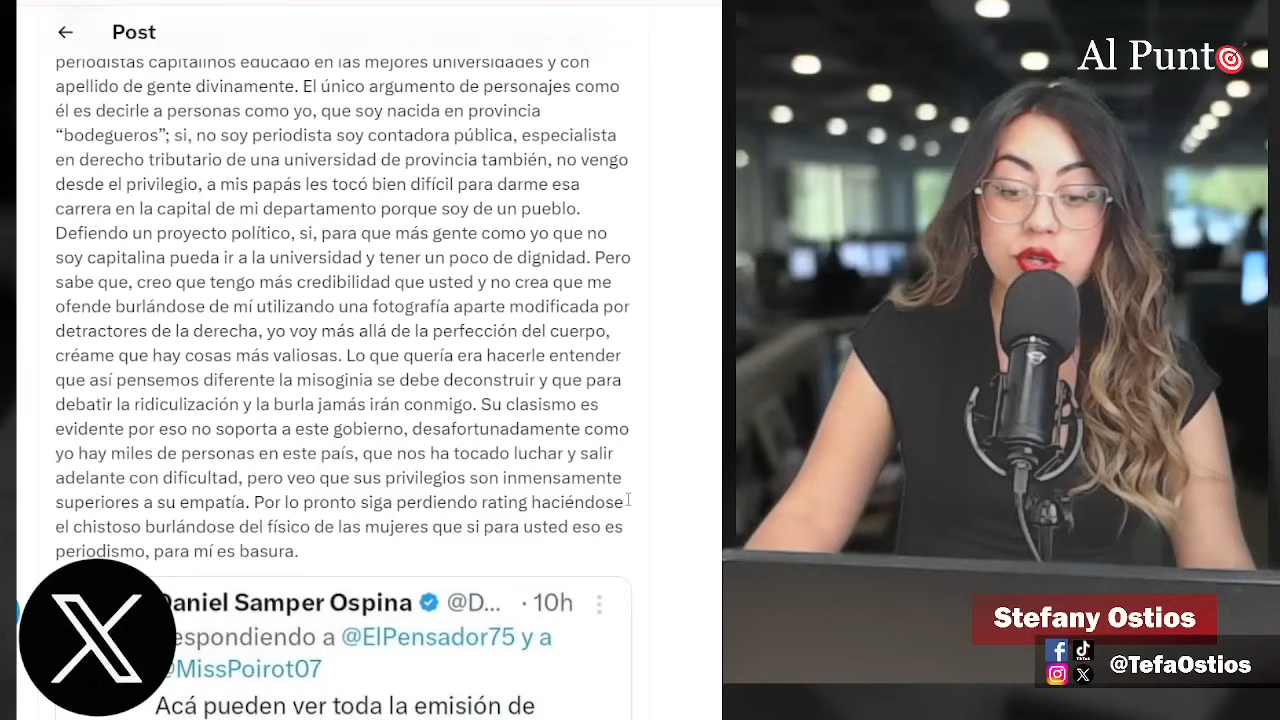 Post
periodistas capitalinos educado en las mejores universidades y con
apellido de gente divinamente. El único argumento de personajes como
él es decirle a personas como yo, que soy nacida en provincia
“bodegueros”; si, no soy periodista soy contadora pública, especialista
en derecho tributario de una universidad de provincia también, no vengo
desde el privilegio, a mis papás les tocó bien difícil para darme esa
carrera en la capital de mi departamento porque soy de un pueblo.
Defiendo un proyecto político, si, para que más gente como yo que no
soy capitalina pueda ir a la universidad y tener un poco de dignidad. Pero
sabe que, creo que tengo más credibilidad que usted y no crea que me
ofende burlándose de mí utilizando una fotografía aparte modificada por
detractores de la derecha, yo voy más allá de la perfección del cuerpo,
créame que hay cosas más valiosas. Lo que quería era hacerle entender
que así pensemos diferente la misoginia se debe deconstruir y que para
debatir la ridiculización y la burla jamás irán conmigo. Su clasismo es
evidente por eso no soporta a este gobierno, desafortunadamente como
yo hay miles de personas en este país, que nos ha tocado luchar y salir
adelante con dificultad, pero veo que sus privilegios son inmensamente
superiores a su empatía. Por lo pronto siga perdiendo rating haciéndose
el chistoso burlándose del físico de las mujeres que si para usted eso es
periodismo, para mí es basura.
Daniel Samper Ospina @D... · 10h
espondiendo a @ElPensador75 y a
@MissPoirot07
Acá pueden ver toda la emisión de
Al Punto
Stefany Ostios
@TefaOstios